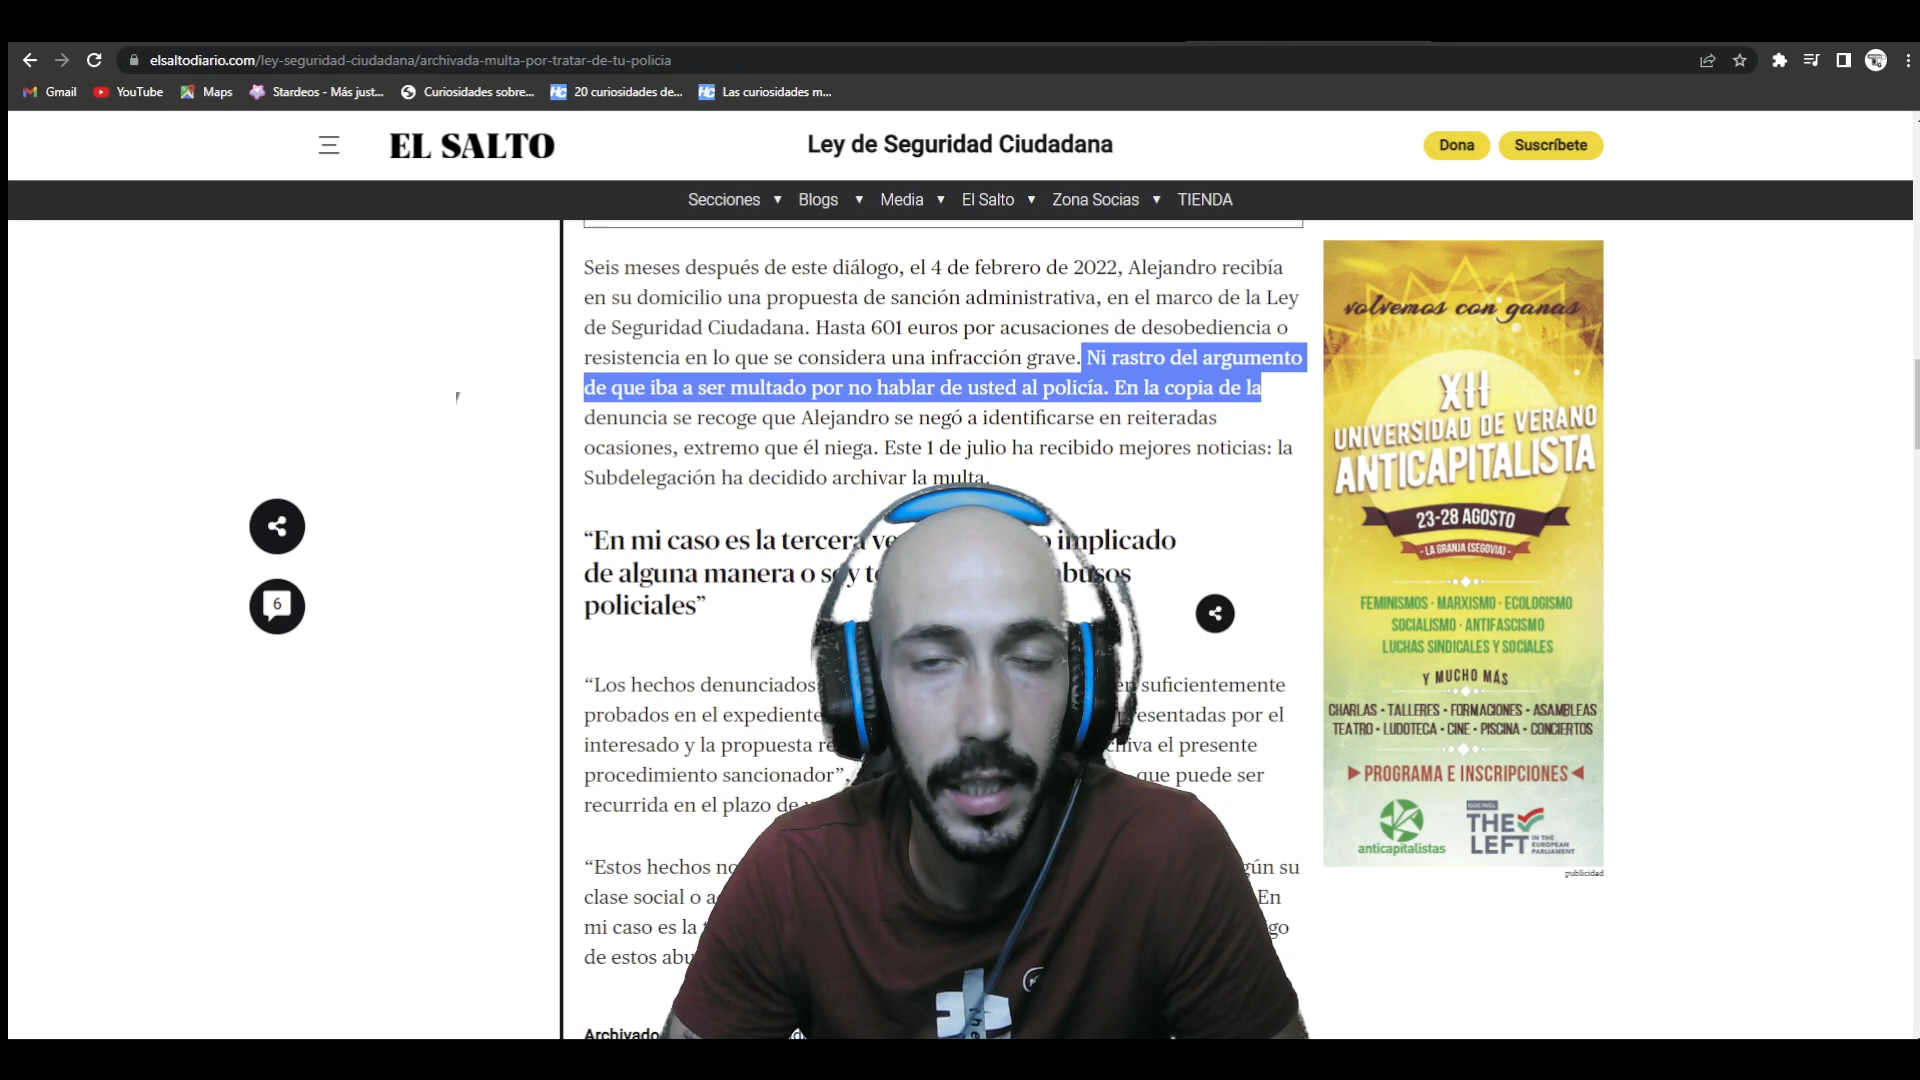 elsaltodiario.com/ley-seguridad-ciudadana/archivada-multa-por-tratar-de-tu-policia
Gmail YouTube Maps Stardeos - Más just... Curiosidades sobre... 20 curiosidades de... Las curiosidades m...
EL SALTO Ley de Seguridad Ciudadana Dona Suscríbete
Secciones Blogs Media El Salto Zona Socias TIENDA
Seis meses después de este diálogo, el 4 de febrero de 2022, Alejandro recibía
en su domicilio una propuesta de sanción administrativa, en el marco de la Ley
de Seguridad Ciudadana. Hasta 601 euros por acusaciones de desobediencia o
resistencia en lo que se considera una infracción grave. Ni rastro del argumento
de que iba a ser multado por no hablar de usted al policía. En la copia de la
denuncia se recoge que Alejandro se negó a identificarse en reiteradas
ocasiones, extremo que él niega. Este 1 de julio ha recibido mejores noticias: la
Subdelegación ha decidido archivar la multa.
6
“En mi caso es la tercera implicado
de alguna manera o soy abusos
policiales”
“Los hechos denunciados suficientemente
probados en el expediente presentadas por el
interesado y la propuesta el presente
procedimiento sancionador”, que puede ser
recurrida en el plazo de
“Estos hechos su
clase social o En
mi caso es la
de estos
Archivado
volvemos con ganas
XII
UNIVERSIDAD DE VERANO
ANTICAPITALISTA
23-28 AGOSTO
- LA GRANJA (SEGOVIA) -
FEMINISMOS · MARXISMO · ECOLOGISMO
SOCIALISMO · ANTIFASCISMO
LUCHAS SINDICALES Y SOCIALES
Y MUCHO MÁS
CHARLAS · TALLERES · FORMACIONES · ASAMBLEAS
TEATRO · LUDOTECA · CINE · PISCINA · CONCIERTOS
PROGRAMA E INSCRIPCIONES
anticapitalistas
GUE/NGL
THE LEFT
IN THE
EUROPEAN
PARLIAMENT
publicidad